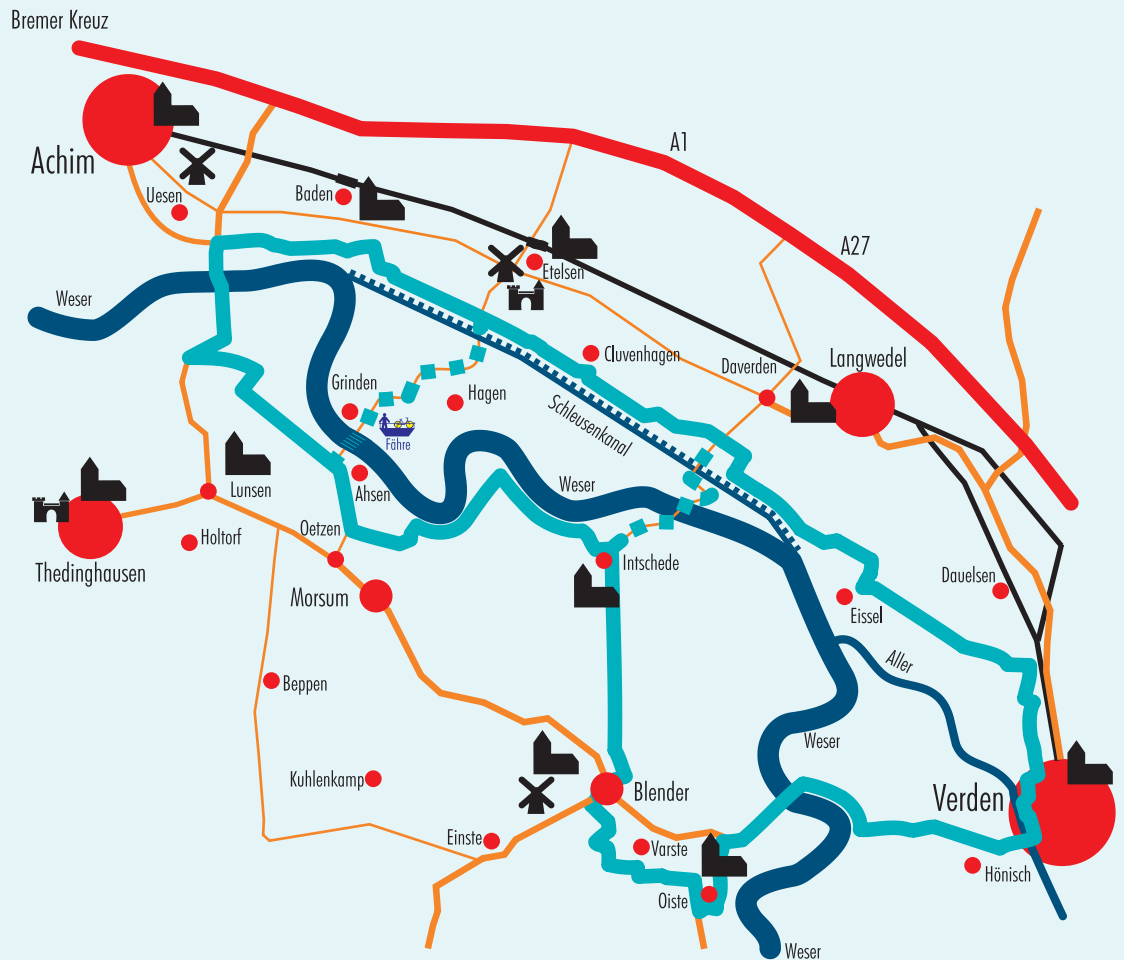 Bremer Kreuz
A1
Achim
Uesen
Baden
A27
Etelsen
Weser
Cluvenhagen
Daverden
Langwedel
Grinden
Hagen
Schleusenkanal
Fähre
Ahsen
Weser
Lunsen
Oetzen
Holtorf
Intschede
Thedinghausen
Dauelsen
Morsum
Eissel
Aller
Beppen
Weser
Kuhlenkamp
Blender
Verden
Einste
Varste
Hönisch
Oiste
Weser